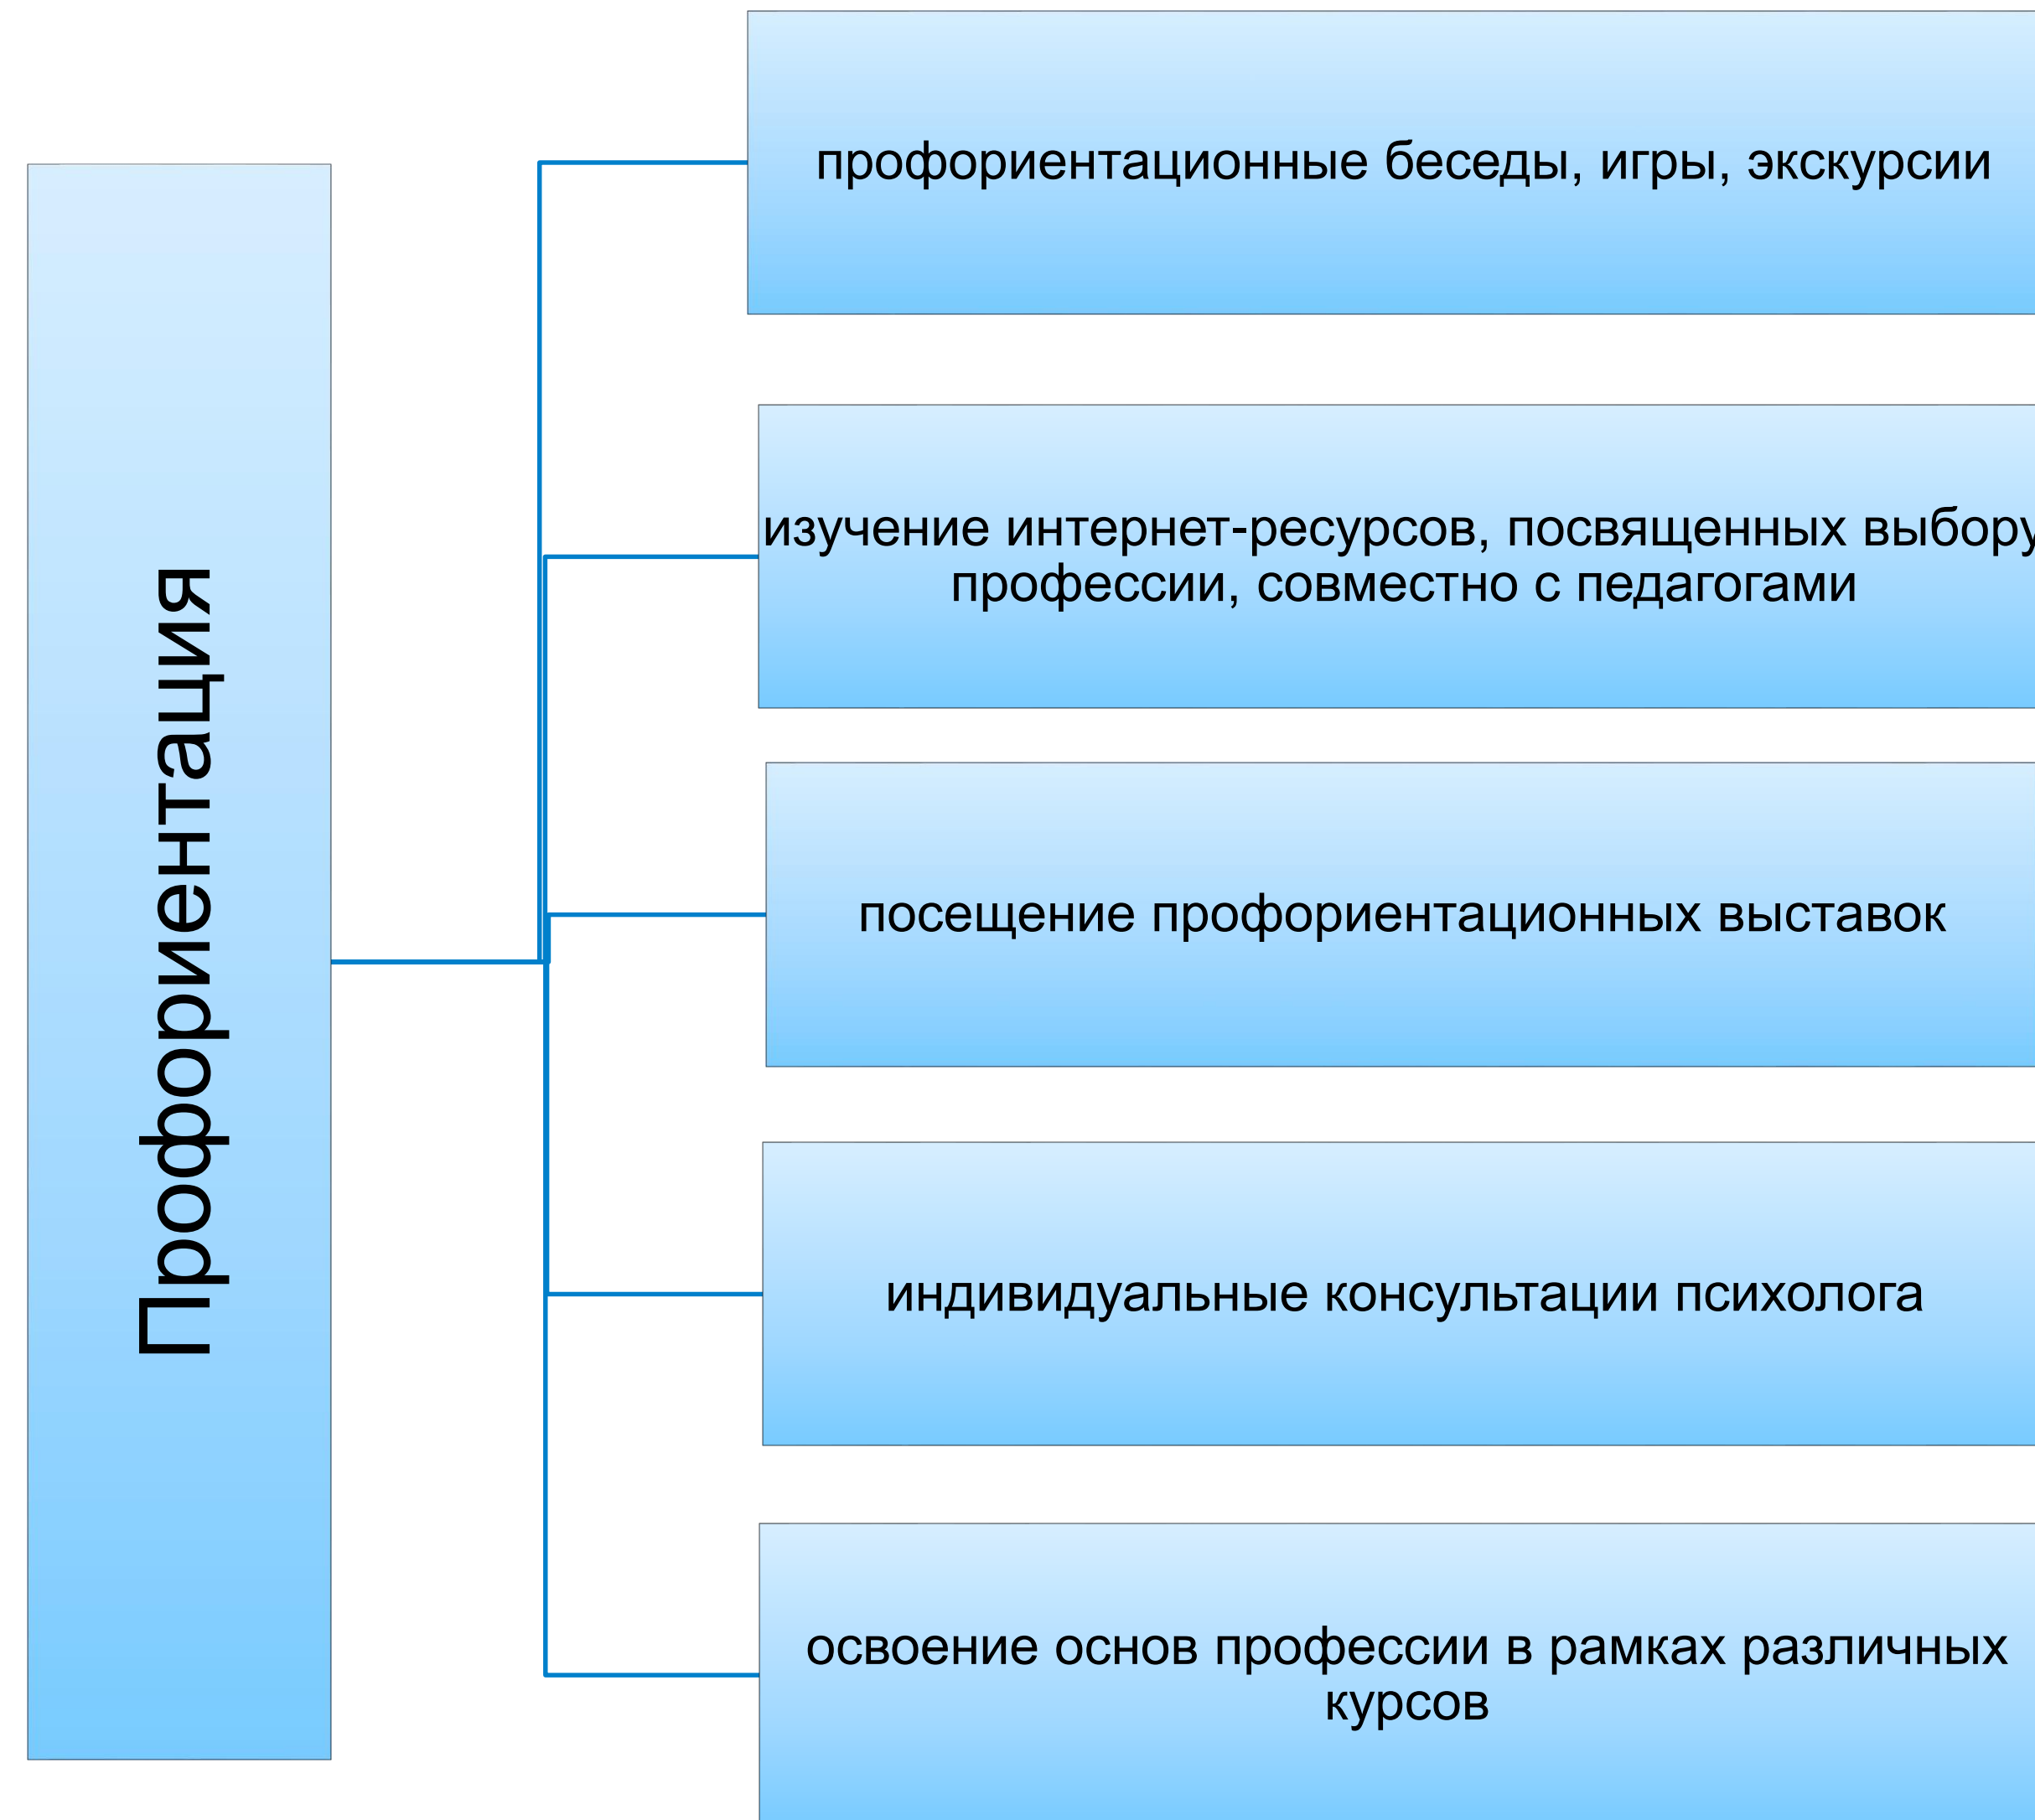 Профориентация
профориентационные беседы, игры, экскурсии
изучение интернет-ресурсов, посвященных выбору
профессии, совместно с педагогами
посещение профориентационных выставок
индивидуальные консультации психолога
освоение основ профессии в рамках различных
курсов